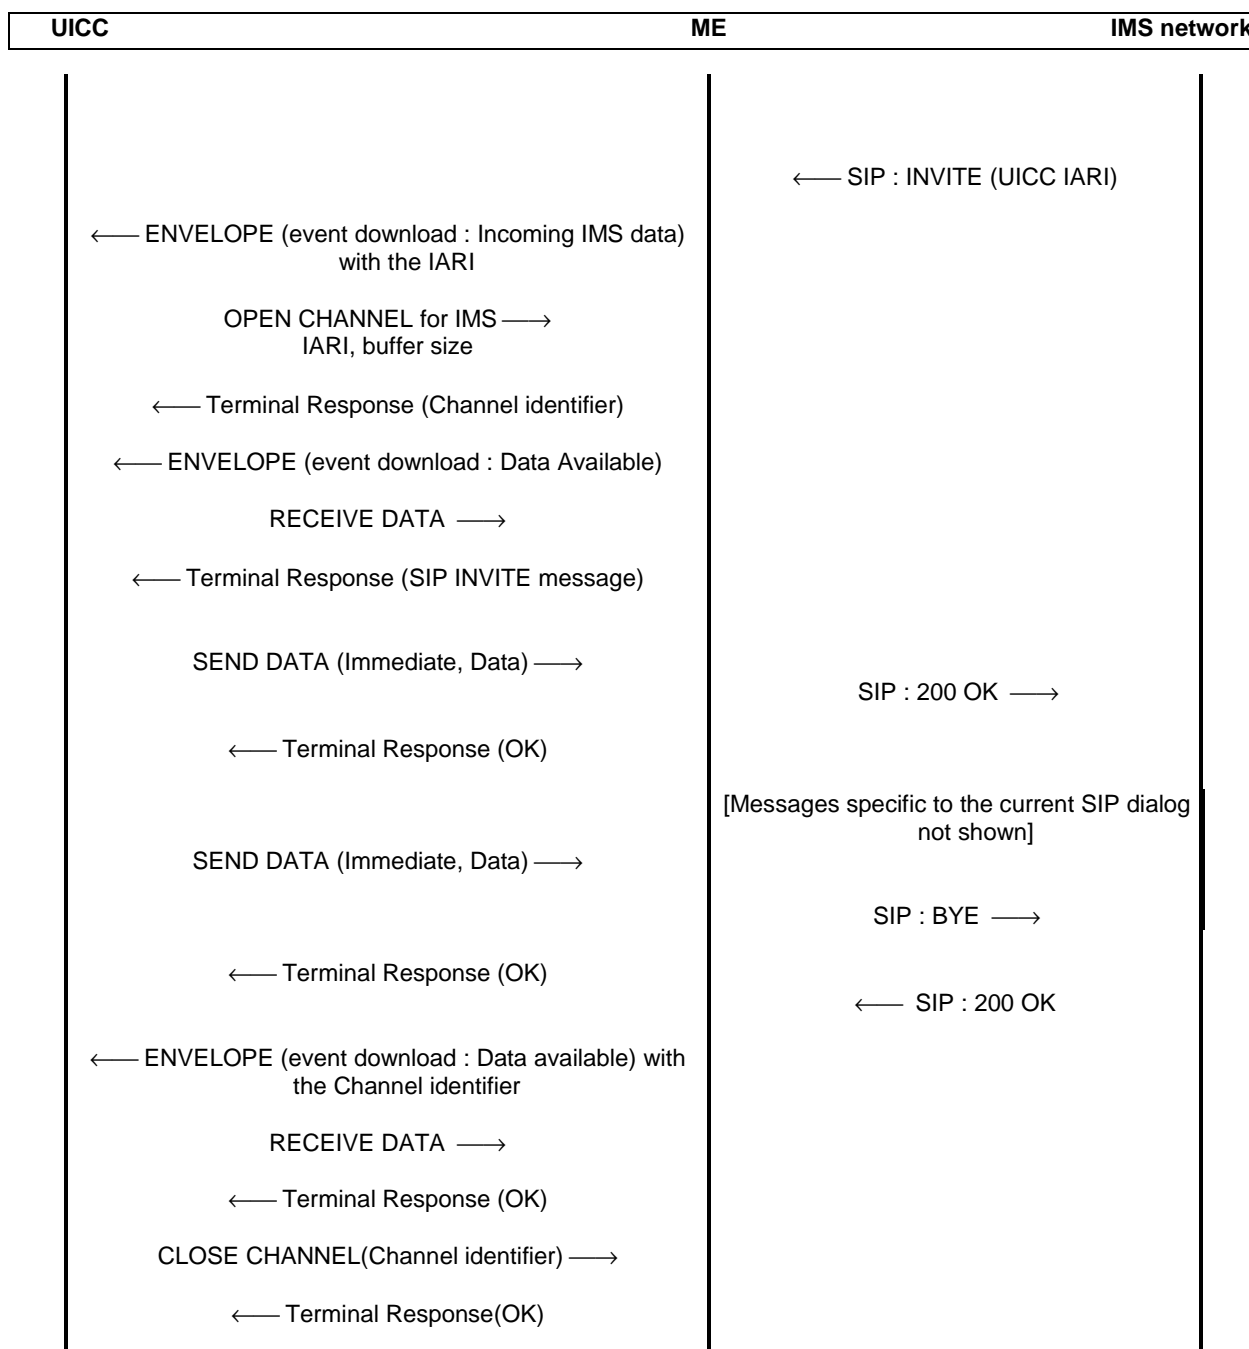 UICC ME IMS network
←—— SIP : INVITE (UICC IARI)
←—— ENVELOPE (event download : Incoming IMS data)
with the IARI
OPEN CHANNEL for IMS ——→
IARI, buffer size
←—— Terminal Response (Channel identifier)
←—— ENVELOPE (event download : Data Available)
RECEIVE DATA ——→
←—— Terminal Response (SIP INVITE message)
SEND DATA (Immediate, Data) ——→
SIP : 200 OK ——→
←—— Terminal Response (OK)
[Messages specific to the current SIP dialog
not shown]
SEND DATA (Immediate, Data) ——→
SIP : BYE ——→
←—— Terminal Response (OK)
←—— SIP : 200 OK
←—— ENVELOPE (event download : Data available) with
the Channel identifier
RECEIVE DATA ——→
←—— Terminal Response (OK)
CLOSE CHANNEL(Channel identifier) ——→
←—— Terminal Response(OK)